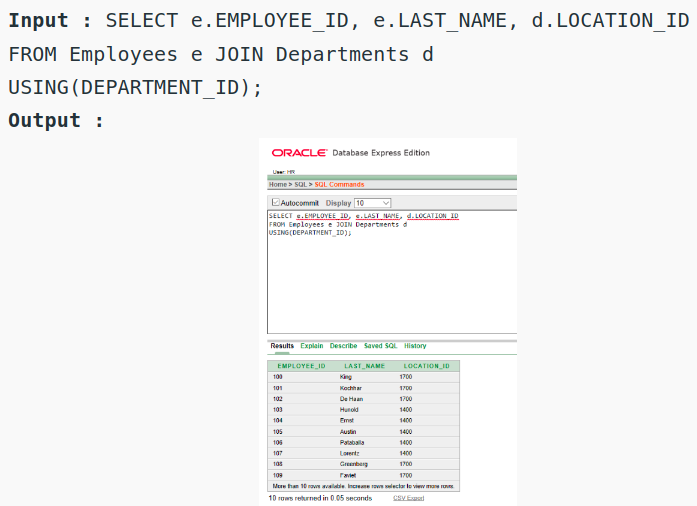 Input : SELECT e.EMPLOYEE_ID, e.LAST_NAME, d.LOCATION_ID
FROM Employees e JOIN Departments d
USING(DEPARTMENT_ID);
Output :
ORACLE® Database Express Edition
User: HR
Home > SQL > SQL Commands
Autocommit Display 10
SELECT e.EMPLOYEE_ID, e.LAST_NAME, d.LOCATION_ID
FROM Employees e JOIN Departments d
USING(DEPARTMENT_ID);
Results Explain Describe Saved SQL History
EMPLOYEE_ID LAST_NAME LOCATION_ID
100 King 1700
101 Kochhar 1700
102 De Haan 1700
103 Hunold 1400
104 Ernst 1400
105 Austin 1400
106 Pataballa 1400
107 Lorentz 1400
108 Greenberg 1700
109 Faviet 1700
More than 10 rows available. Increase rows selector to view more rows.
10 rows returned in 0.05 seconds CSV Export